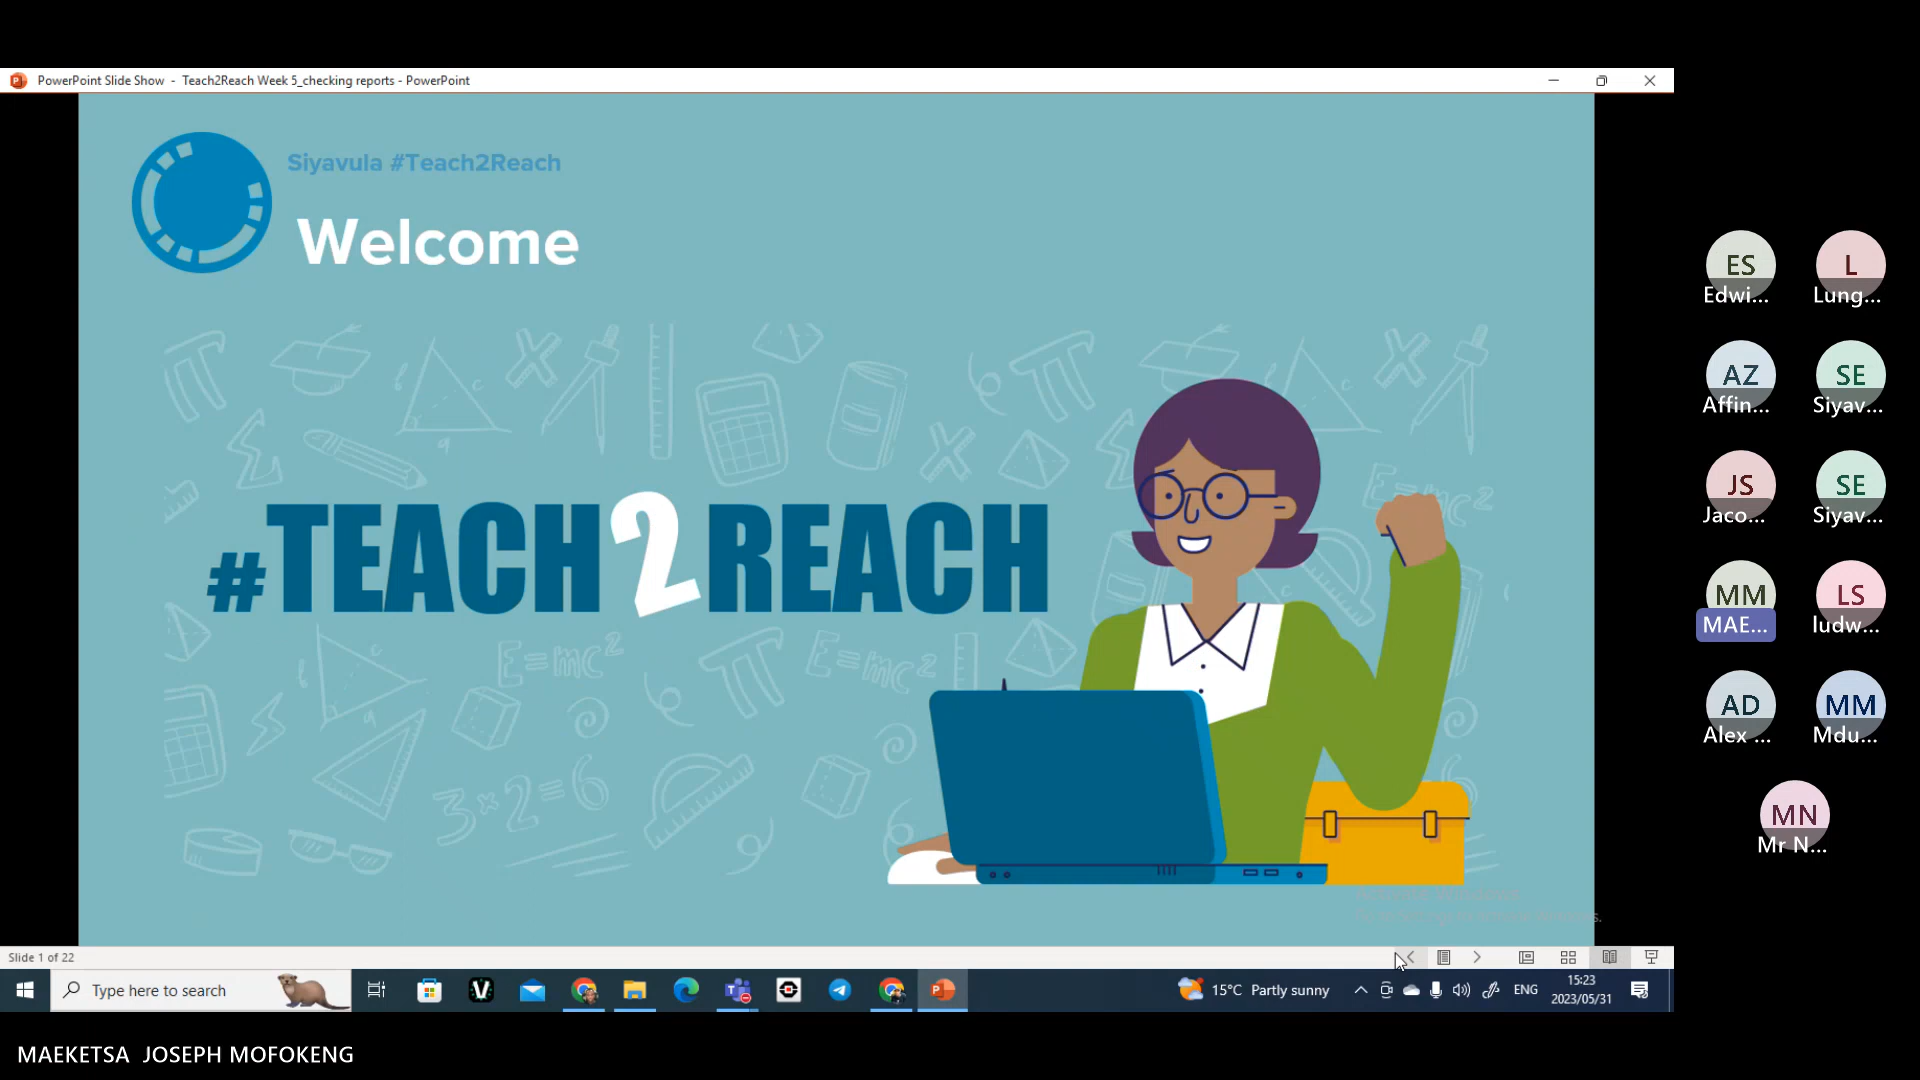 PowerPoint Slide Show - Teach2Reach Week 5_checking reports - PowerPoint
Siyavula #Teach2Reach
Welcome
#TEACH2REACH
E=mc²
E=mc²
E=mc²
3×2=6
ES
Edwi...
L
Lung...
AZ
Affin...
SE
Siyav...
JS
Jaco...
SE
Siyav...
MM
MAE...
LS
ludw...
AD
Alex ...
MM
Mdu...
MN
Mr N...
Slide 1 of 22
Type here to search
15°C Partly sunny
ENG
15:23
2023/05/31
MAEKETSA JOSEPH MOFOKENG